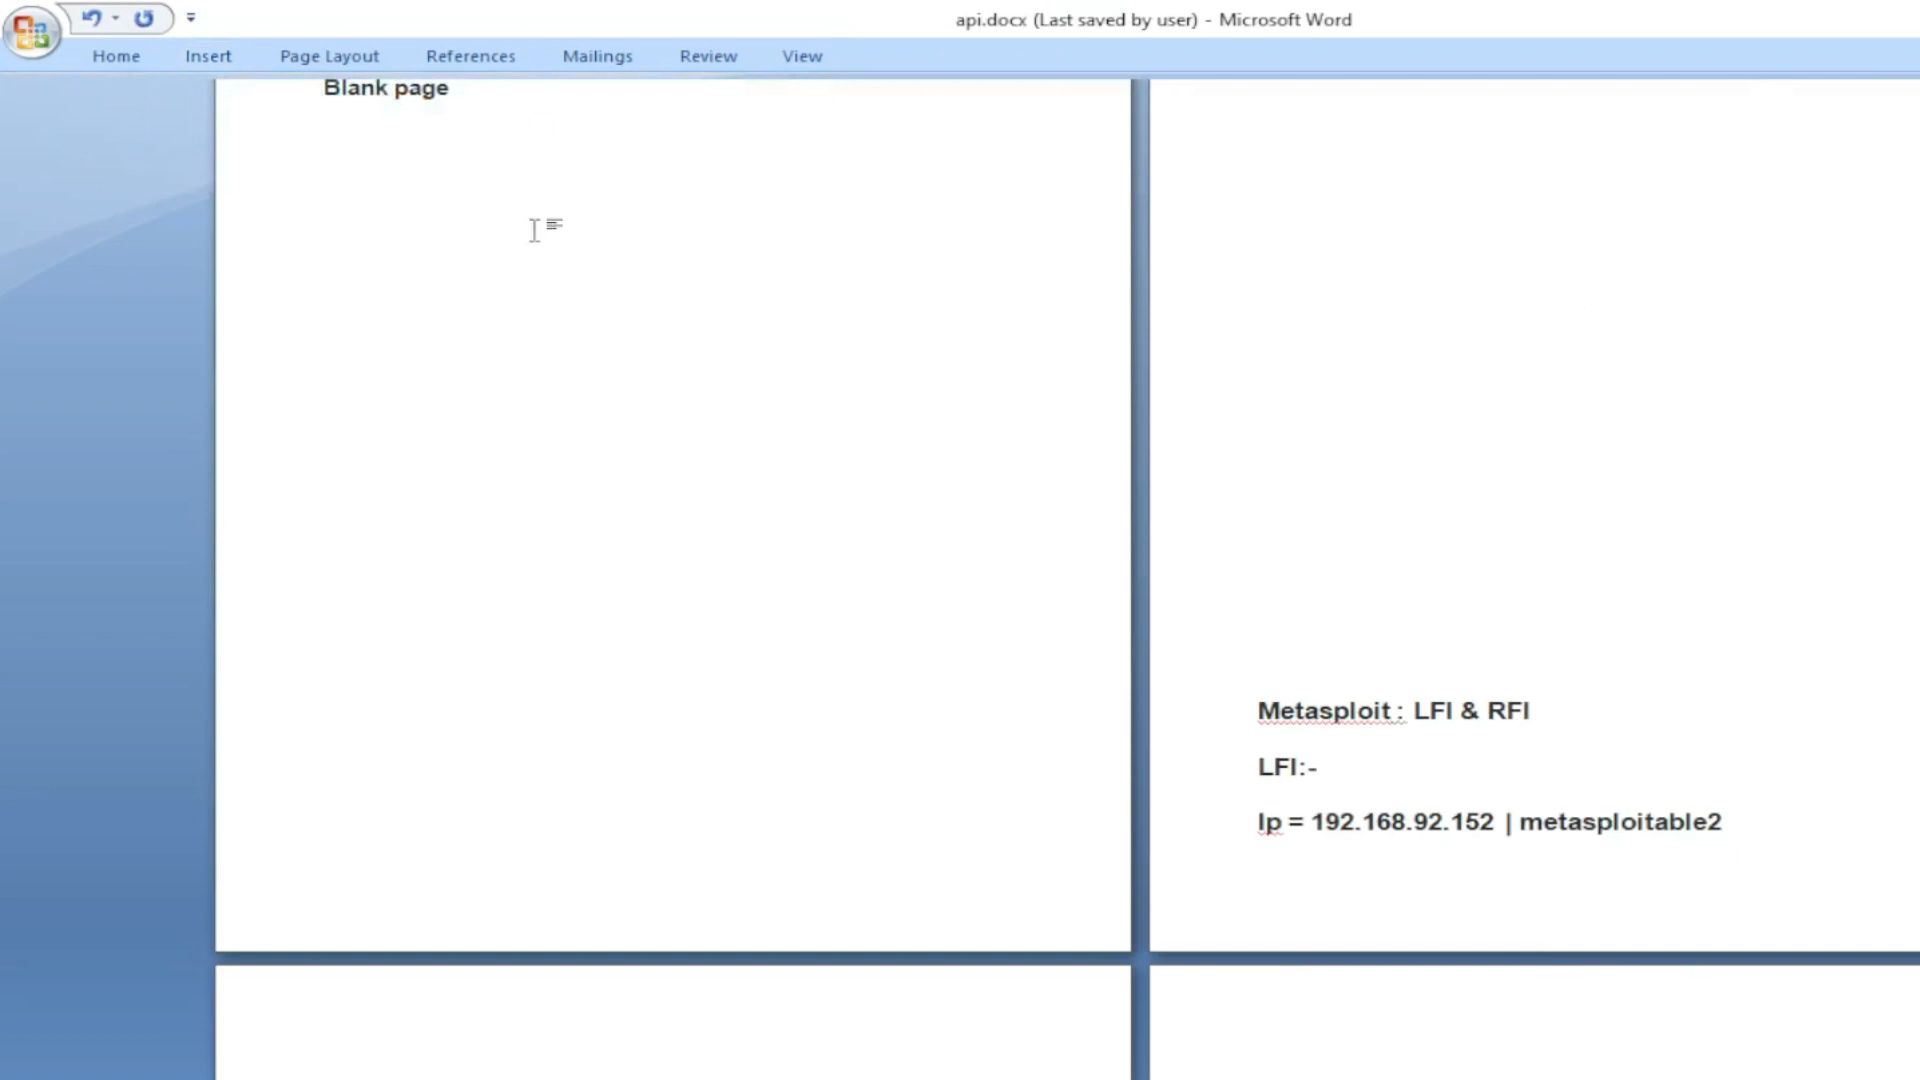 api.docx (Last saved by user) - Microsoft Word
Home Insert Page Layout References Mailings Review View
Blank page
Metasploit : LFI & RFI
LFI:-
Ip = 192.168.92.152 | metasploitable2